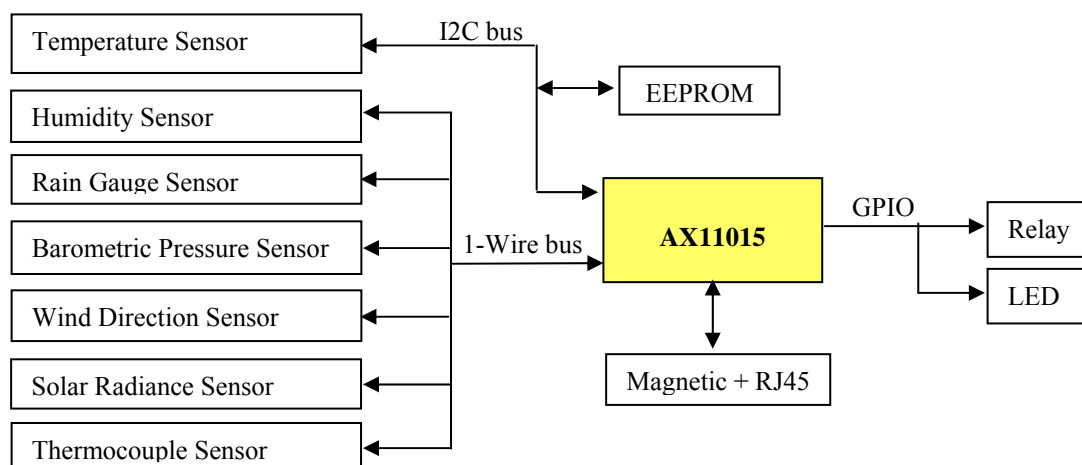 Temperature Sensor
I2C bus
EEPROM
Humidity Sensor
Rain Gauge Sensor
Barometric Pressure Sensor
1-Wire bus
AX11015
GPIO
Relay
LED
Wind Direction Sensor
Solar Radiance Sensor
Magnetic + RJ45
Thermocouple Sensor